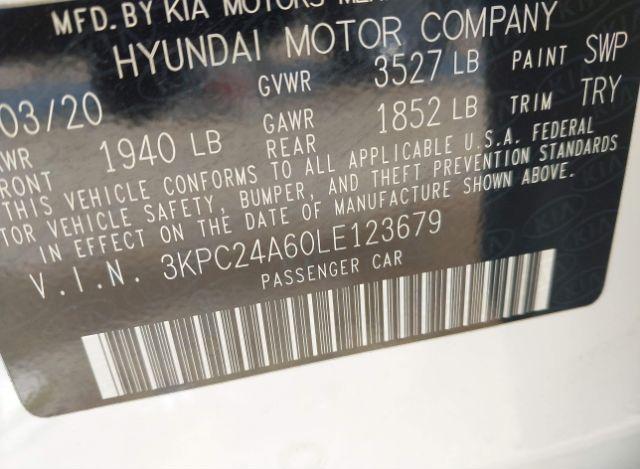 MFD. BY KIA MOTORS
HYUNDAI MOTOR COMPANY
03/20 GVWR 3527 LB PAINT SWP
1940 LB GAWR REAR 1852 LB TRIM TRY
THIS VEHICLE CONFORMS TO ALL APPLICABLE U.S.A. FEDERAL
VEHICLE SAFETY, BUMPER, AND THEFT PREVENTION STANDARDS
IN EFFECT ON THE DATE OF MANUFACTURE SHOWN ABOVE.
V.I.N. 3KPC24A60LE123679
PASSENGER CAR